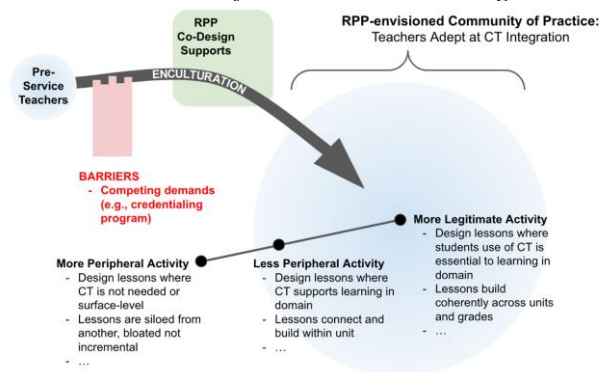 RPP
Co-Design
Supports
RPP-envisioned Community of Practice:
Teachers Adept at CT Integration
Pre-
Service
Teachers
ENCULTURATION
BARRIERS
- Competing demands
(e.g., credentialing
program)
More Peripheral Activity
- Design lessons where
CT is not needed or
surface-level
- Lessons are siloed from
another, bloated not
incremental
- ...
Less Peripheral Activity
- Design lessons where
CT supports learning in
domain
- Lessons connect and
build within unit
- ...
More Legitimate Activity
- Design lessons where
students use of CT is
essential to learning in
domain
- Lessons build
coherently across units
and grades
- ...